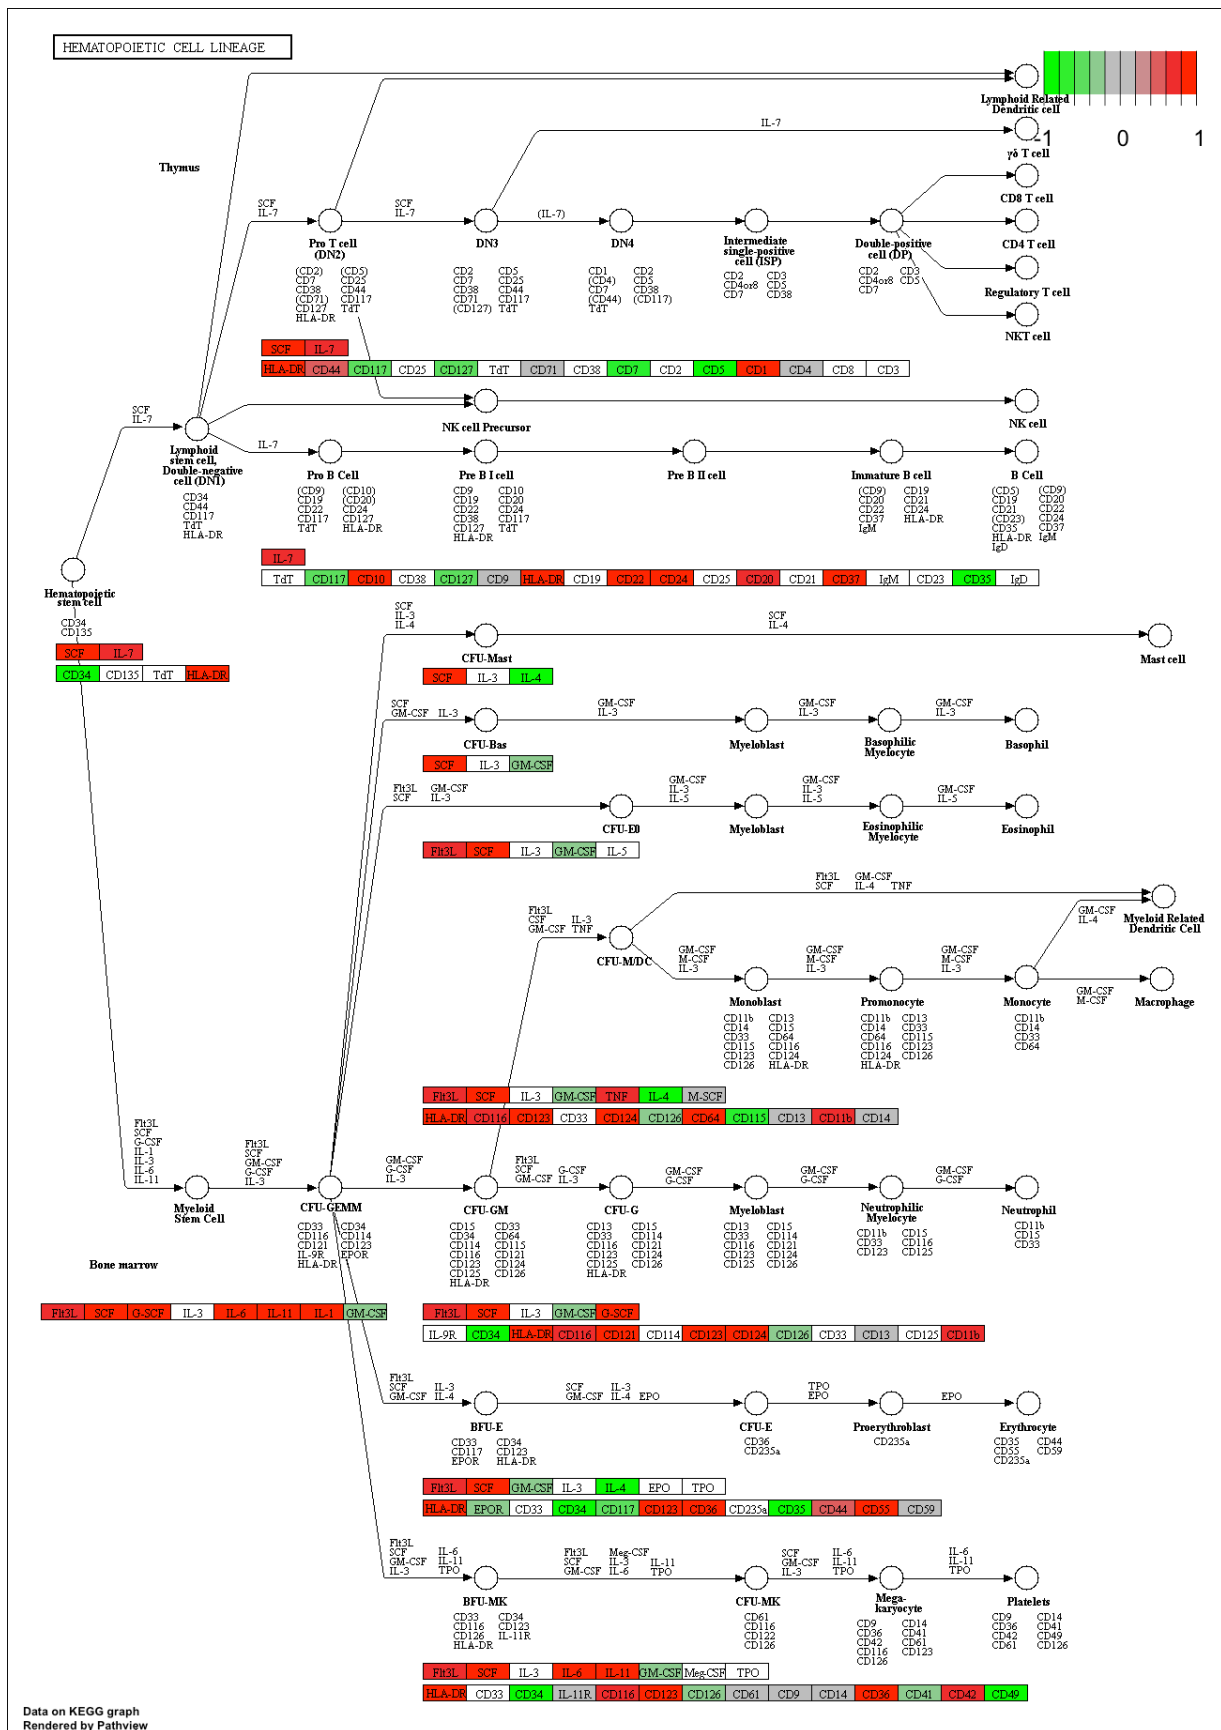 HEMATOPOIETIC CELL LINEAGE
-1 0 1
Lymphoid Related
Dendritic cell
IL-7
γδ T cell
Thymus
CD8 T cell
SCF
IL-7
SCF
IL-7
(IL-7)
Pro T cell
(DN2)
DN3
DN4
Intermediate
single-positive
cell (ISP)
Double-positive
cell (DP)
CD4 T cell
Regulatory T cell
NKT cell
(CD2) (CD5)
CD7 CD25
CD38 CD44
(CD71) CD117
CD127 TdT
HLA-DR
CD2 CD5
CD7 CD25
CD38 CD44
CD71 CD117
(CD127) TdT
CD1 CD2
(CD4) CD5
CD7 CD38
(CD44) (CD117)
TdT
CD2 CD3
CD4or8 CD5
CD7 CD38
CD2 CD3
CD4or8 CD5
CD7
SCF IL-7
HLA-DR CD44 CD117 CD25 CD127 TdT CD71 CD38 CD7 CD2 CD5 CD1 CD4 CD8 CD3
SCF
IL-7
NK cell Precursor
NK cell
Lymphoid
stem cell,
Double-negative
cell (DN1)
CD34
CD44
CD117
TdT
HLA-DR
IL-7
Pro B Cell
Pre B I cell
Pre B II cell
Immature B cell
B Cell
(CD9) (CD10)
CD19 (CD20)
CD22 CD24
CD117 CD127
TdT HLA-DR
CD9 CD10
CD19 CD20
CD22 CD24
CD38 CD117
CD127 TdT
HLA-DR
(CD9) CD19
CD20 CD21
CD22 CD24
CD37 HLA-DR
IgM
(CD5) (CD9)
CD19 CD20
CD21 CD22
(CD23) CD24
CD35 CD37
HLA-DR IgM
IgD
IL-7
TdT CD117 CD10 CD38 CD127 CD9 HLA-DR CD19 CD22 CD24 CD25 CD20 CD21 CD37 IgM CD23 CD35 IgD
Hematopoietic
stem cell
CD34
CD135
SCF IL-7
CD34 CD135 TdT HLA-DR
SCF
IL-3
IL-4
SCF
IL-4
CFU-Mast
Mast cell
SCF IL-3 IL-4
SCF
GM-CSF IL-3
GM-CSF
IL-3
GM-CSF
IL-3
GM-CSF
IL-3
CFU-Bas
Myeloblast
Basophilic
Myelocyte
Basophil
SCF IL-3 GM-CSF
Flt3L GM-CSF
SCF IL-3
GM-CSF
IL-3
IL-5
GM-CSF
IL-3
IL-5
GM-CSF
IL-5
CFU-E0
Myeloblast
Eosinophilic
Myelocyte
Eosinophil
Flt3L SCF IL-3 GM-CSF IL-5
Flt3L GM-CSF
SCF IL-4 TNF
Flt3L
CSF IL-3
GM-CSF TNF
GM-CSF
IL-4
Myeloid Related
Dendritic Cell
CFU-M/DC
GM-CSF
M-CSF
IL-3
GM-CSF
M-CSF
IL-3
GM-CSF
M-CSF
IL-3
GM-CSF
M-CSF
Monoblast
Promonocyte
Monocyte
Macrophage
CD11b CD13
CD14 CD15
CD33 CD64
CD115 CD116
CD123 CD124
CD126 HLA-DR
CD11b CD13
CD14 CD33
CD64 CD115
CD116 CD123
CD124 CD126
HLA-DR
CD11b
CD14
CD33
CD64
Flt3L SCF IL-3 GM-CSF TNF IL-4 M-SCF
HLA-DR CD116 CD123 CD33 CD124 CD126 CD64 CD115 CD13 CD11b CD14
Flt3L
SCF
G-CSF
IL-1
IL-3
IL-6
IL-11
Flt3L
SCF
GM-CSF
G-CSF
IL-3
GM-CSF
G-CSF
IL-3
Flt3L
SCF G-CSF
GM-CSF IL-3
GM-CSF
G-CSF
GM-CSF
G-CSF
GM-CSF
G-CSF
Myeloid
Stem Cell
CFU-GEMM
CFU-GM
CFU-G
Myeloblast
Neutrophilic
Myelocyte
Neutrophil
CD33 CD34
CD116 CD114
CD121 CD123
IL-9R EPOR
HLA-DR
CD15 CD33
CD34 CD64
CD114 CD115
CD116 CD121
CD123 CD124
CD125 CD126
HLA-DR
CD13 CD15
CD33 CD114
CD116 CD121
CD123 CD124
CD125 CD126
HLA-DR
CD13 CD15
CD33 CD114
CD116 CD121
CD123 CD124
CD125 CD126
CD11b CD15
CD33 CD116
CD123 CD125
CD11b
CD15
CD33
Bone marrow
Flt3L SCF G-SCF IL-3 IL-6 IL-11 IL-1 GM-CSF
Flt3L SCF IL-3 GM-CSF G-SCF
IL-9R CD34 HLA-DR CD116 CD121 CD114 CD123 CD124 CD126 CD33 CD13 CD125 CD11b
Flt3L
SCF IL-3
GM-CSF IL-4
SCF IL-3
GM-CSF IL-4 EPO
TPO
EPO
EPO
BFU-E
CFU-E
Proerythroblast
Erythrocyte
CD33 CD34
CD117 CD123
EPOR HLA-DR
CD36
CD235a
CD235a
CD35 CD44
CD55 CD59
CD235a
Flt3L SCF GM-CSF IL-3 IL-4 EPO TPO
HLA-DR EPOR CD33 CD34 CD117 CD123 CD36 CD235a CD35 CD44 CD55 CD59
Flt3L
SCF IL-6
GM-CSF IL-11
IL-3 TPO
Flt3L Meg-CSF
SCF IL-3 IL-11
GM-CSF IL-6 TPO
SCF IL-6
GM-CSF IL-11
IL-3 TPO
IL-6
IL-11
TPO
BFU-MK
CFU-MK
Mega-
karyocyte
Platelets
CD33 CD34
CD116 CD123
CD126 IL-11R
HLA-DR
CD61
CD116
CD122
CD126
CD9 CD14
CD36 CD41
CD42 CD61
CD116 CD123
CD126
CD9 CD14
CD36 CD41
CD42 CD49
CD61 CD126
Flt3L SCF IL-3 IL-6 IL-11 GM-CSF Meg-CSF TPO
HLA-DR CD33 CD34 IL-11R CD116 CD123 CD126 CD61 CD9 CD14 CD36 CD41 CD42 CD49
Data on KEGG graph
Rendered by Pathview